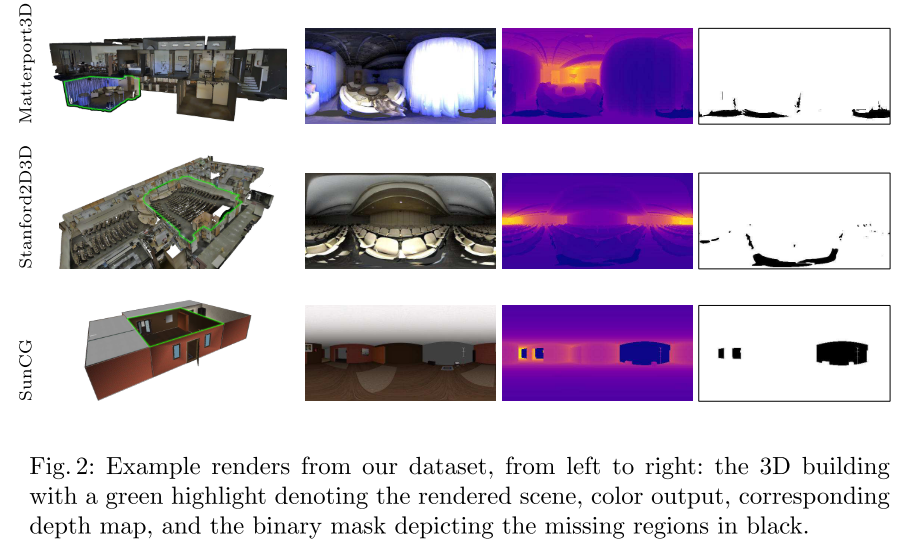 Matterport3D
Stanford2D3D
SunCG
Fig. 2: Example renders from our dataset, from left to right: the 3D building
with a green highlight denoting the rendered scene, color output, corresponding
depth map, and the binary mask depicting the missing regions in black.